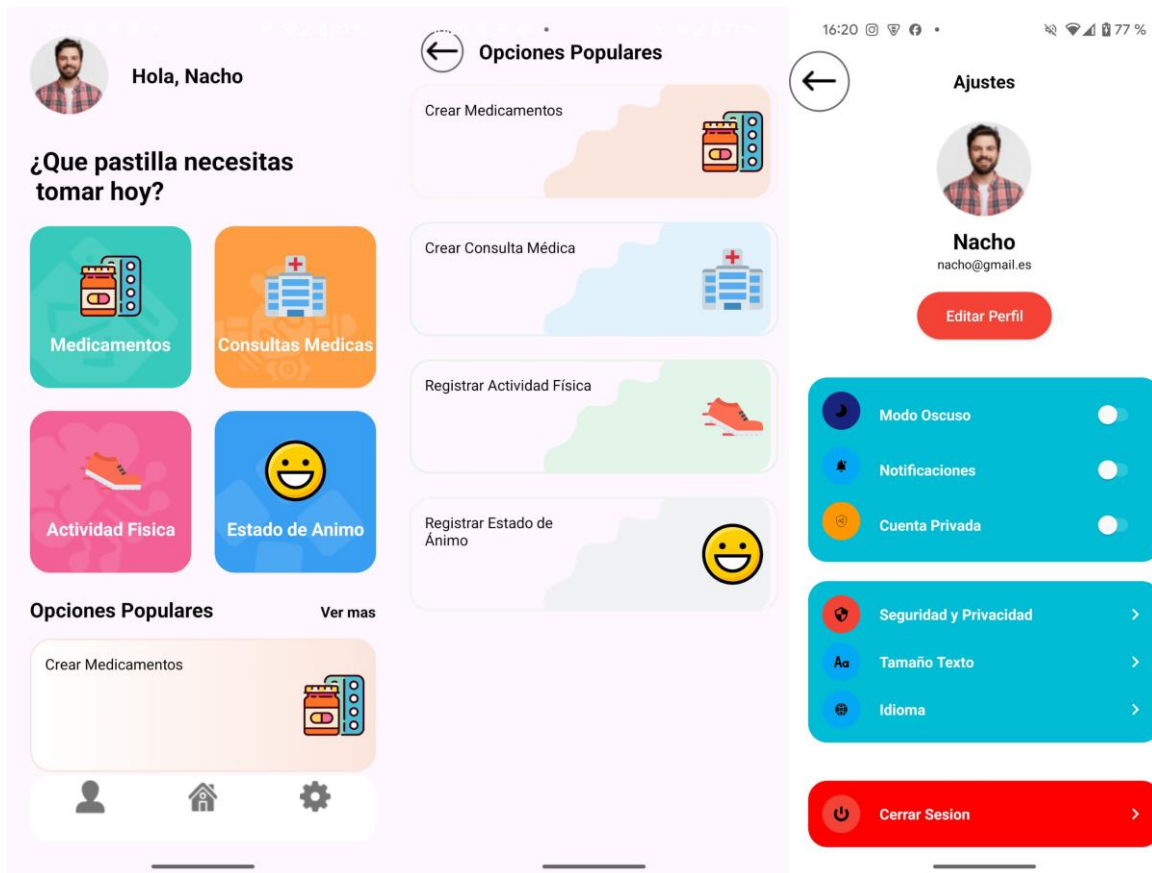 Hola, Nacho
¿Que pastilla necesitas
tomar hoy?
Medicamentos
Consultas Medicas
Actividad Fisica
Estado de Animo
Opciones Populares
Ver mas
Crear Medicamentos
Opciones Populares
Crear Medicamentos
Crear Consulta Médica
Registrar Actividad Física
Registrar Estado de
Ánimo
16:20
77 %
Ajustes
Nacho
nacho@gmail.es
Editar Perfil
Modo Oscuso
Notificaciones
Cuenta Privada
Seguridad y Privacidad
Aa
Tamaño Texto
Idioma
Cerrar Sesion